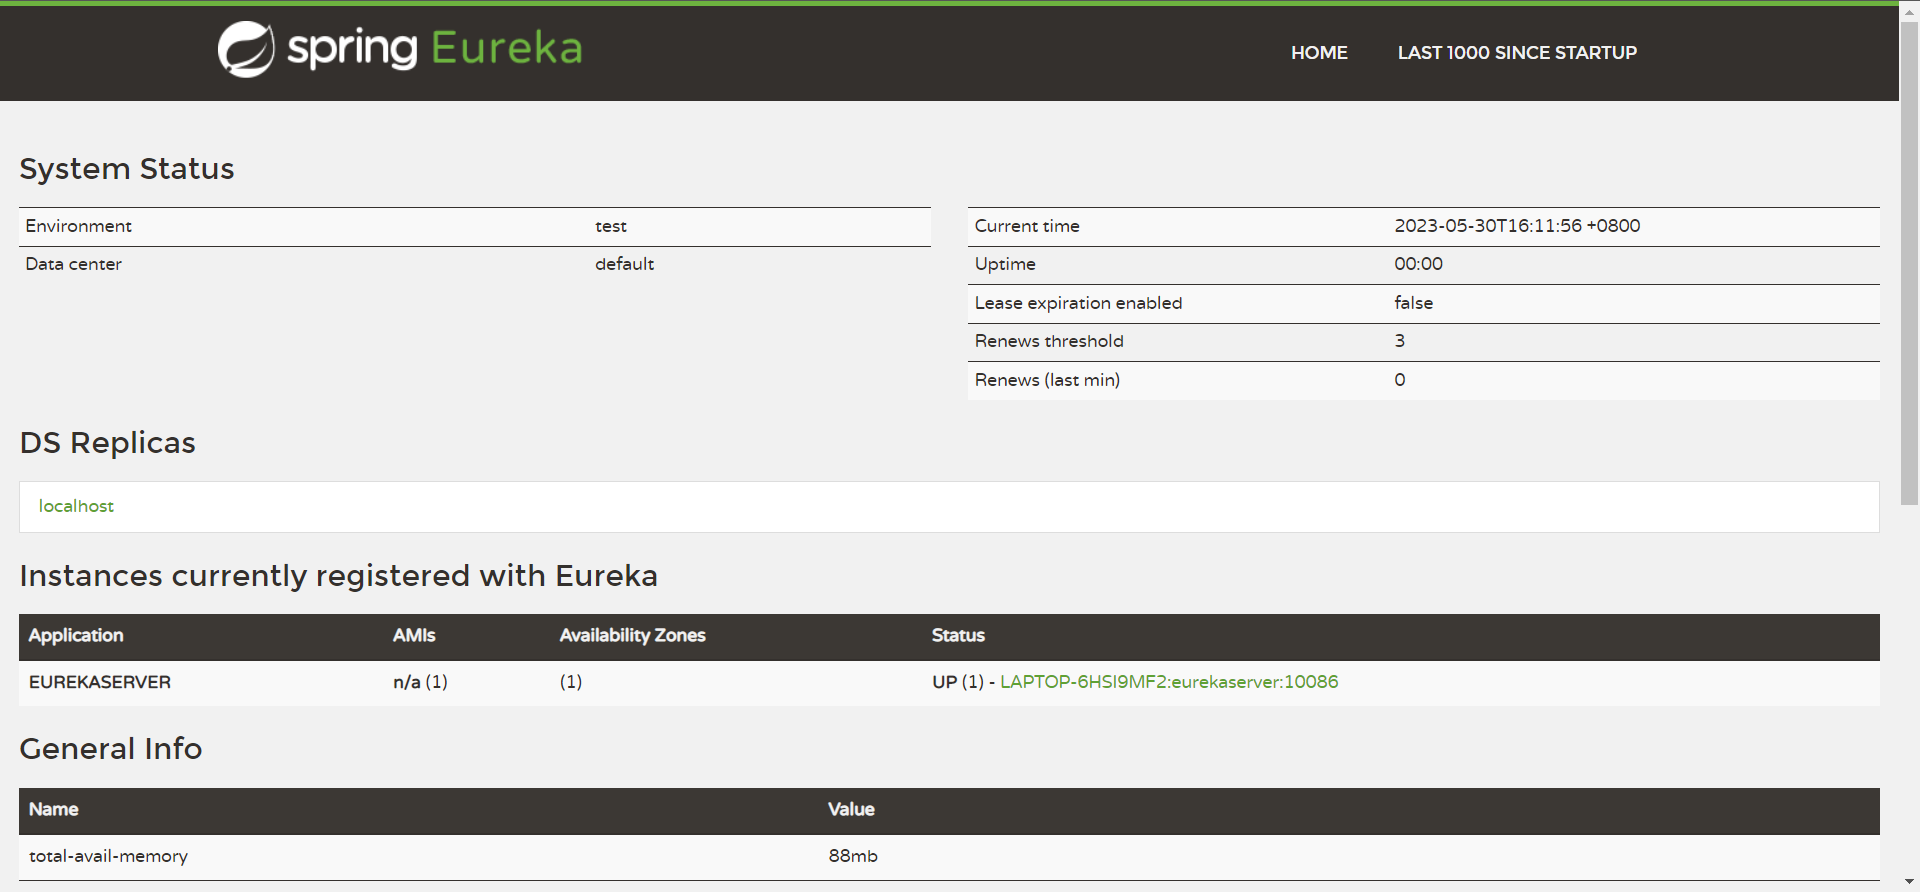 spring Eureka
HOME LAST 1000 SINCE STARTUP
System Status
Environment test
Data center default
Current time 2023-05-30T16:11:56 +0800
Uptime 00:00
Lease expiration enabled false
Renews threshold 3
Renews (last min) 0
DS Replicas
localhost
Instances currently registered with Eureka
Application AMIs Availability Zones Status
EUREKASERVER n/a (1) (1) UP (1) - LAPTOP-6HSI9MF2:eurekaserver:10086
General Info
Name Value
total-avail-memory 88mb